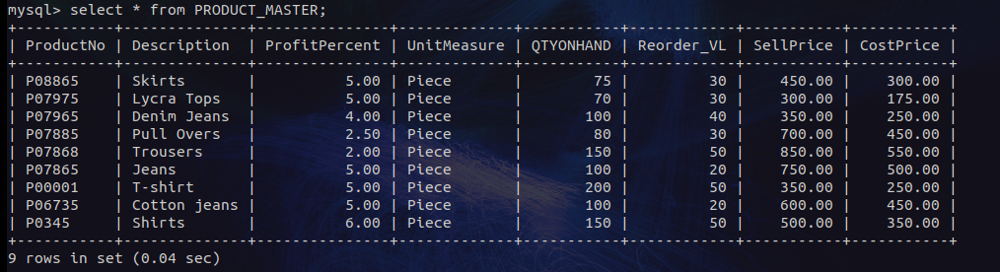 mysql> select * from PRODUCT_MASTER;
+-----------+--------------+---------------+-------------+-----------+------------+-----------+-----------+
| ProductNo | Description | ProfitPercent | UnitMeasure | QTYONHAND | Reorder_VL | SellPrice | CostPrice |
+-----------+--------------+---------------+-------------+-----------+------------+-----------+-----------+
| P08865 | Skirts | 5.00 | Piece | 75 | 30 | 450.00 | 300.00 |
| P07975 | Lycra Tops | 5.00 | Piece | 70 | 30 | 300.00 | 175.00 |
| P07965 | Denim Jeans | 4.00 | Piece | 100 | 40 | 350.00 | 250.00 |
| P07885 | Pull Overs | 2.50 | Piece | 80 | 30 | 700.00 | 450.00 |
| P07868 | Trousers | 2.00 | Piece | 150 | 50 | 850.00 | 550.00 |
| P07865 | Jeans | 5.00 | Piece | 100 | 20 | 750.00 | 500.00 |
| P00001 | T-shirt | 5.00 | Piece | 200 | 50 | 350.00 | 250.00 |
| P06735 | Cotton jeans | 5.00 | Piece | 100 | 20 | 600.00 | 450.00 |
| P0345 | Shirts | 6.00 | Piece | 150 | 50 | 500.00 | 350.00 |
+-----------+--------------+---------------+-------------+-----------+------------+-----------+-----------+
9 rows in set (0.04 sec)